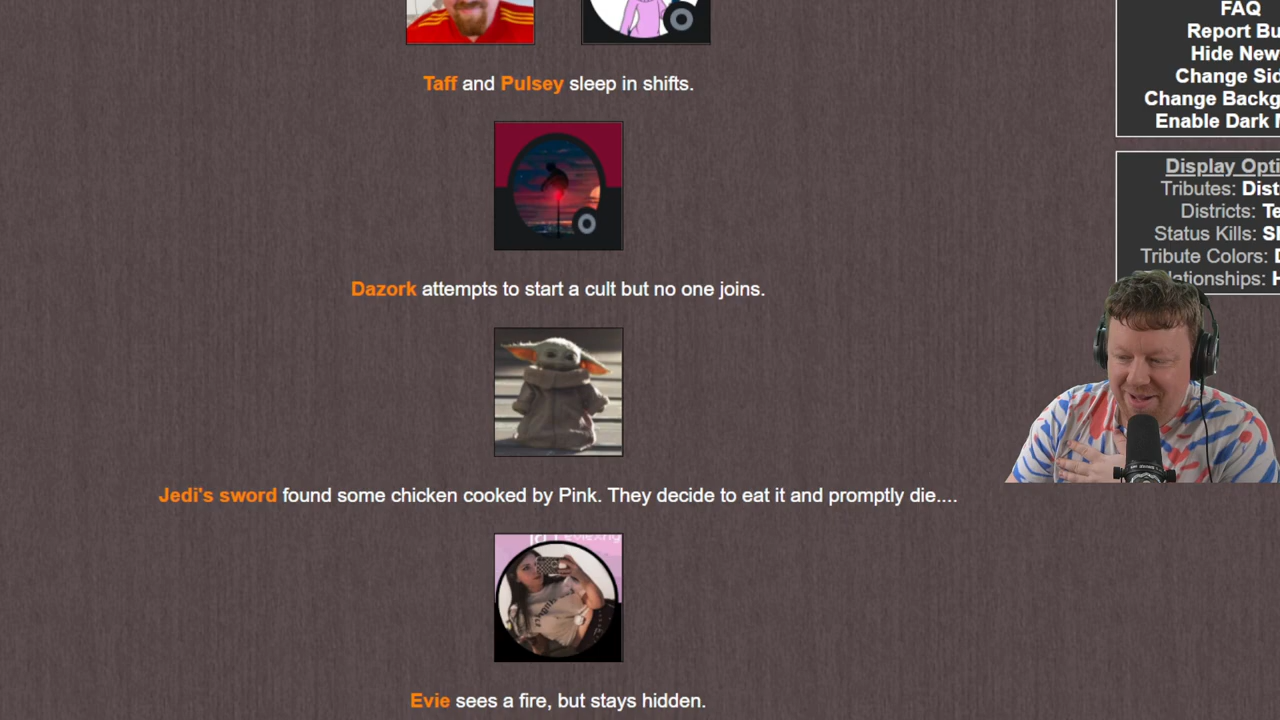 FAQ
Report Bu
Hide New
Change Sid
Change Backg
Enable Dark
Taff and Pulsey sleep in shifts.
Display Opti
Tributes: Dist
Districts: Te
Status Kills: Sl
Tribute Colors:
ationships:
Dazork attempts to start a cult but no one joins.
Jedi's sword found some chicken cooked by Pink. They decide to eat it and promptly die....
Evie sees a fire, but stays hidden.